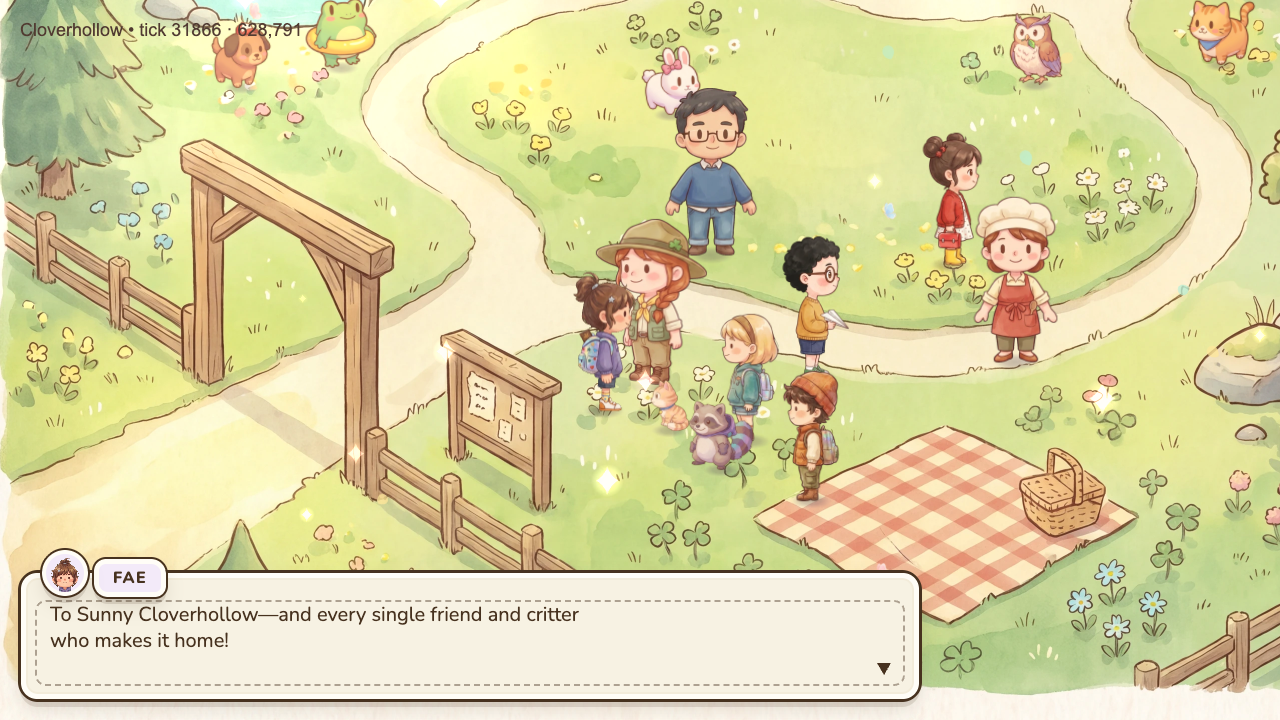 Cloverhollow • tick 31866 · 628,791
FAE
To Sunny Cloverhollow—and every single friend and critter
who makes it home!